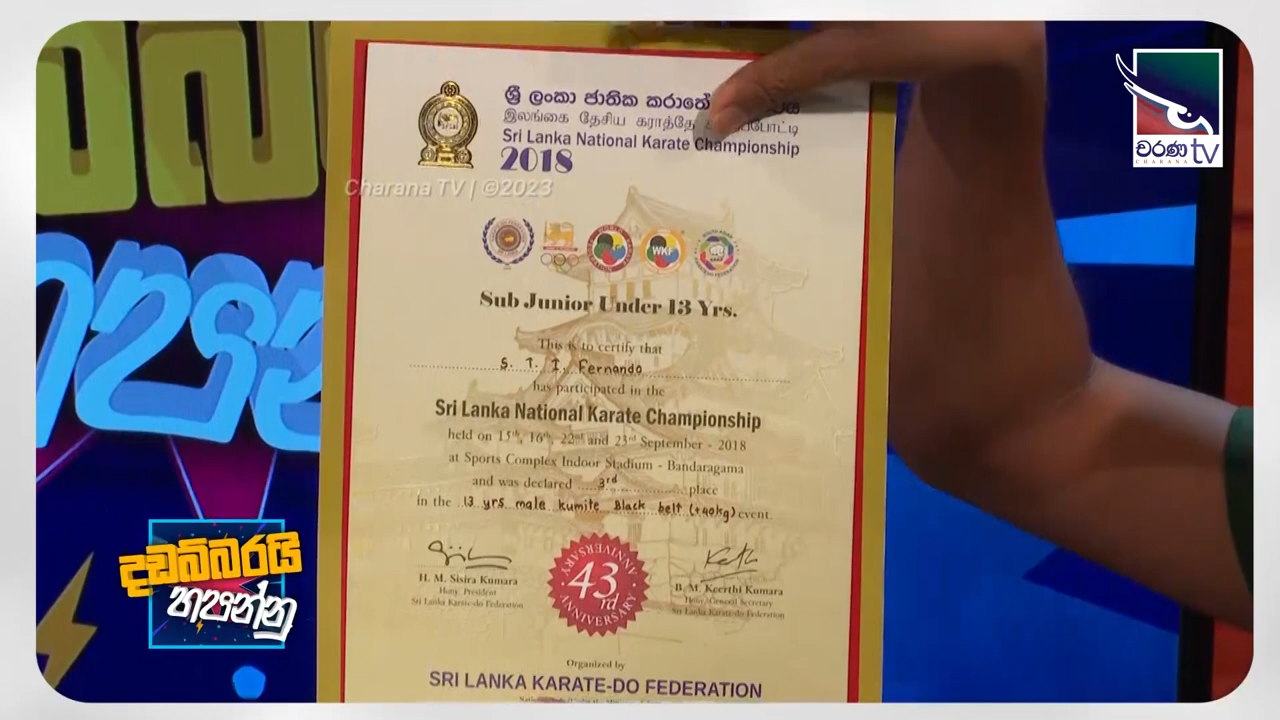 ශ්‍රී ලංකා ජාතික කරාතේ
இலங்கை தேசிய கராத்தே
Sri Lanka National Karate Championship
2018
Charana TV | ©2023
චරණ tv
CHARANA
WKF
Sub Junior Under 13 Yrs.
This is to certify that
S. T. I. Fernando
has participated in the
Sri Lanka National Karate Championship
held on 15th, 16th, 22nd and 23rd September - 2018
at Sports Complex Indoor Stadium - Bandaragama
and was declared 3rd place
in the 13 yrs male kumite Black belt (+40kg) event.
H. M. Sisira Kumara
Hony. President
Sri Lanka Karate-do Federation
ANNIVERSARY
43rd
ANNIVERSARY
B. M. Keerthi Kumara
Hony. General Secretary
Sri Lanka Karate-do Federation
Organized by
SRI LANKA KARATE-DO FEDERATION
දඩබ්බරයි
හපන්නු